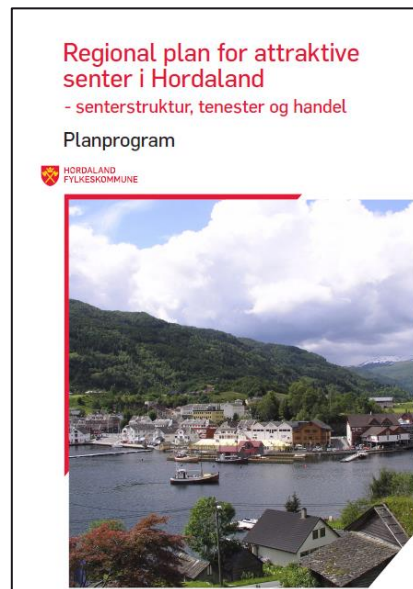 Regional plan for attraktive
senter i Hordaland
- senterstruktur, tenester og handel
Planprogram
HORDALAND
FYLKESKOMMUNE